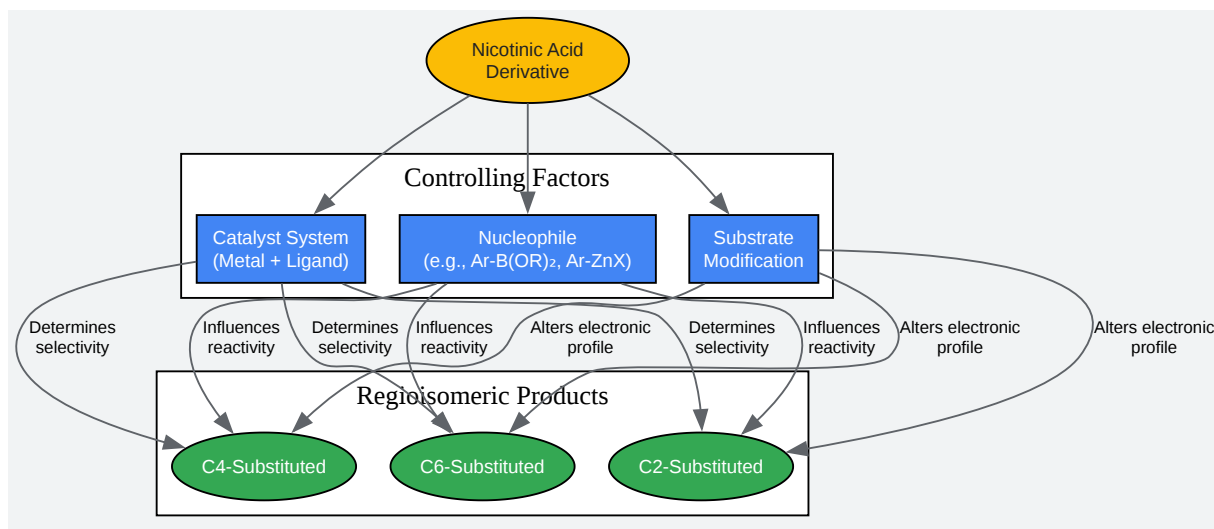 Nicotinic Acid
Derivative
Controlling Factors
Catalyst System
(Metal + Ligand)
Nucleophile
(e.g., Ar-B(OR)₂, Ar-ZnX)
Substrate
Modification
Determines
selectivity
Influences
reactivity
Determines
selectivity
Influences
reactivity
Alters electronic
profile
Determines
selectivity
Influences
reactivity
Alters electronic
profile
Alters electronic
profile
Regioisomeric Products
C4-Substituted
C6-Substituted
C2-Substituted